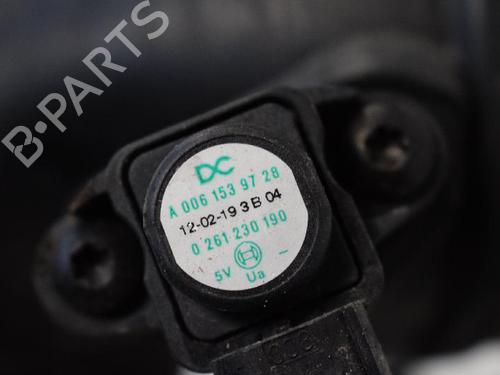 B-PARTS
DC
A 006 153 97 28
12-02-19 3 B 04
0 261 230 190
5V Ua –